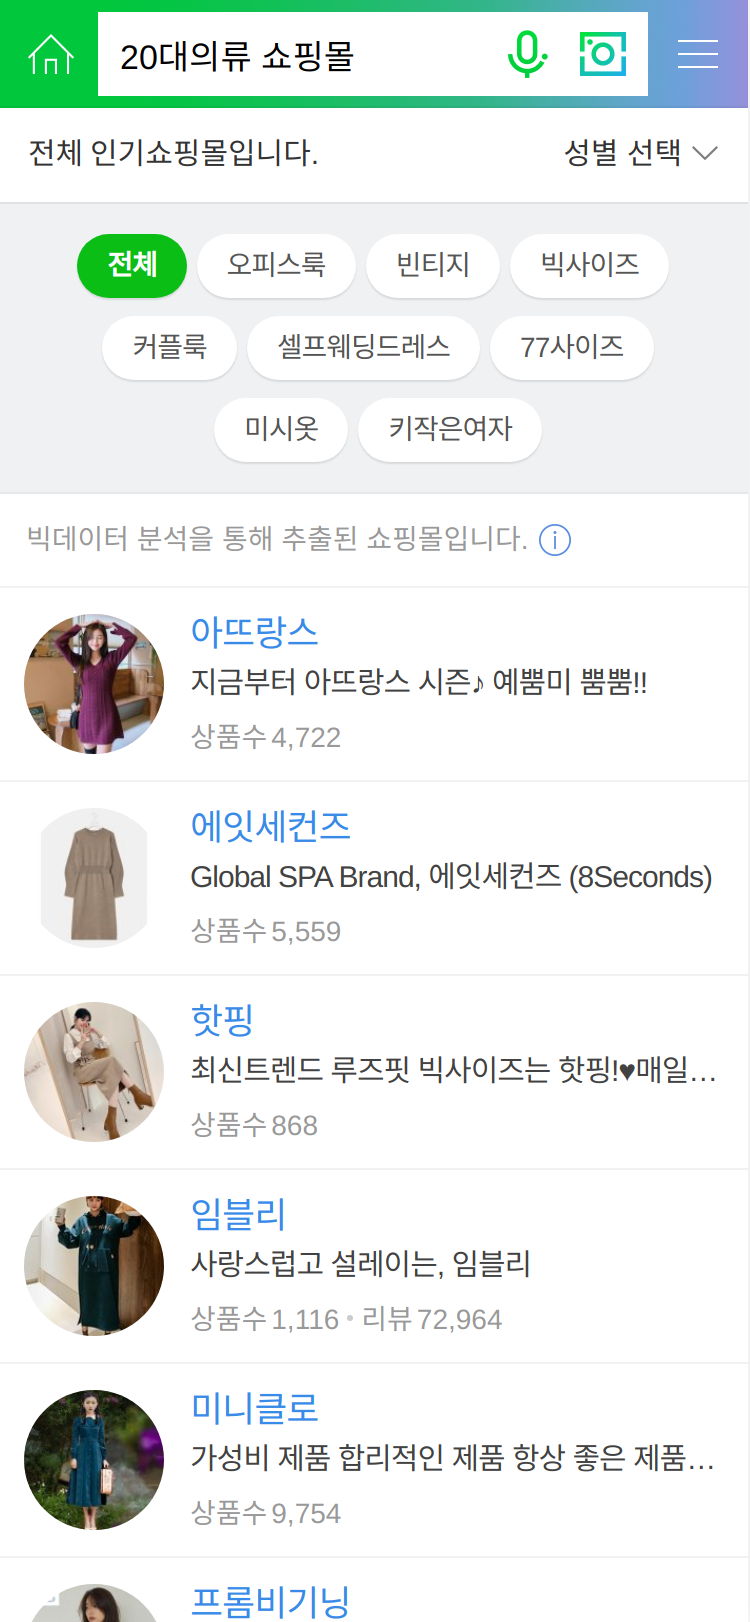 20대의류 쇼핑몰
전체 인기쇼핑몰입니다. 성별 선택
전체 오피스룩 빈티지 빅사이즈
커플룩 셀프웨딩드레스 77사이즈
미시옷 키작은여자
빅데이터 분석을 통해 추출된 쇼핑몰입니다.
아뜨랑스
지금부터 아뜨랑스 시즌♪ 예뿜미 뿜뿜!!
상품수 4,722
에잇세컨즈
Global SPA Brand, 에잇세컨즈 (8Seconds)
상품수 5,559
핫핑
최신트렌드 루즈핏 빅사이즈는 핫핑!♥매일…
상품수 868
임블리
사랑스럽고 설레이는, 임블리
상품수 1,116 • 리뷰 72,964
미니클로
가성비 제품 합리적인 제품 항상 좋은 제품…
상품수 9,754
프롬비기닝